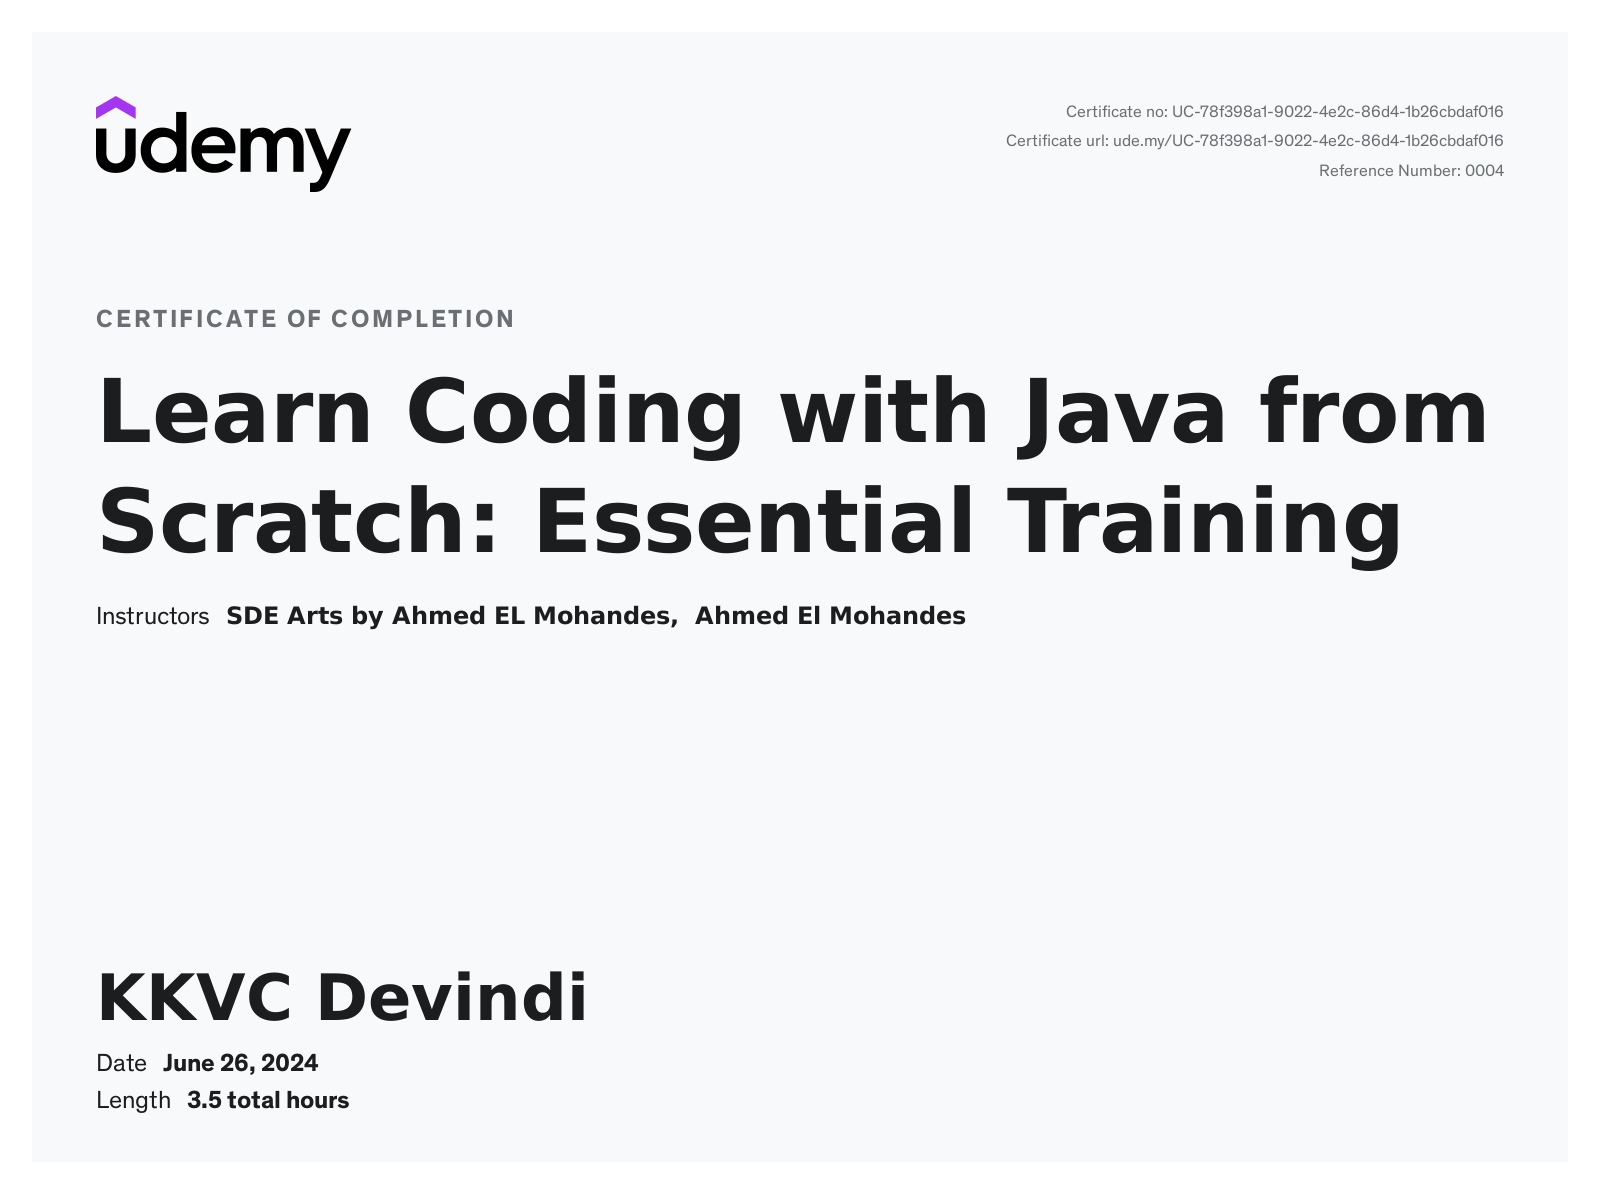 udemy
Certificate no: UC-78f398a1-9022-4e2c-86d4-1b26cbdaf016
Certificate url: ude.my/UC-78f398a1-9022-4e2c-86d4-1b26cbdaf016
Reference Number: 0004
CERTIFICATE OF COMPLETION
Learn Coding with Java from
Scratch: Essential Training
Instructors SDE Arts by Ahmed EL Mohandes, Ahmed El Mohandes
KKVC Devindi
Date June 26, 2024
Length 3.5 total hours